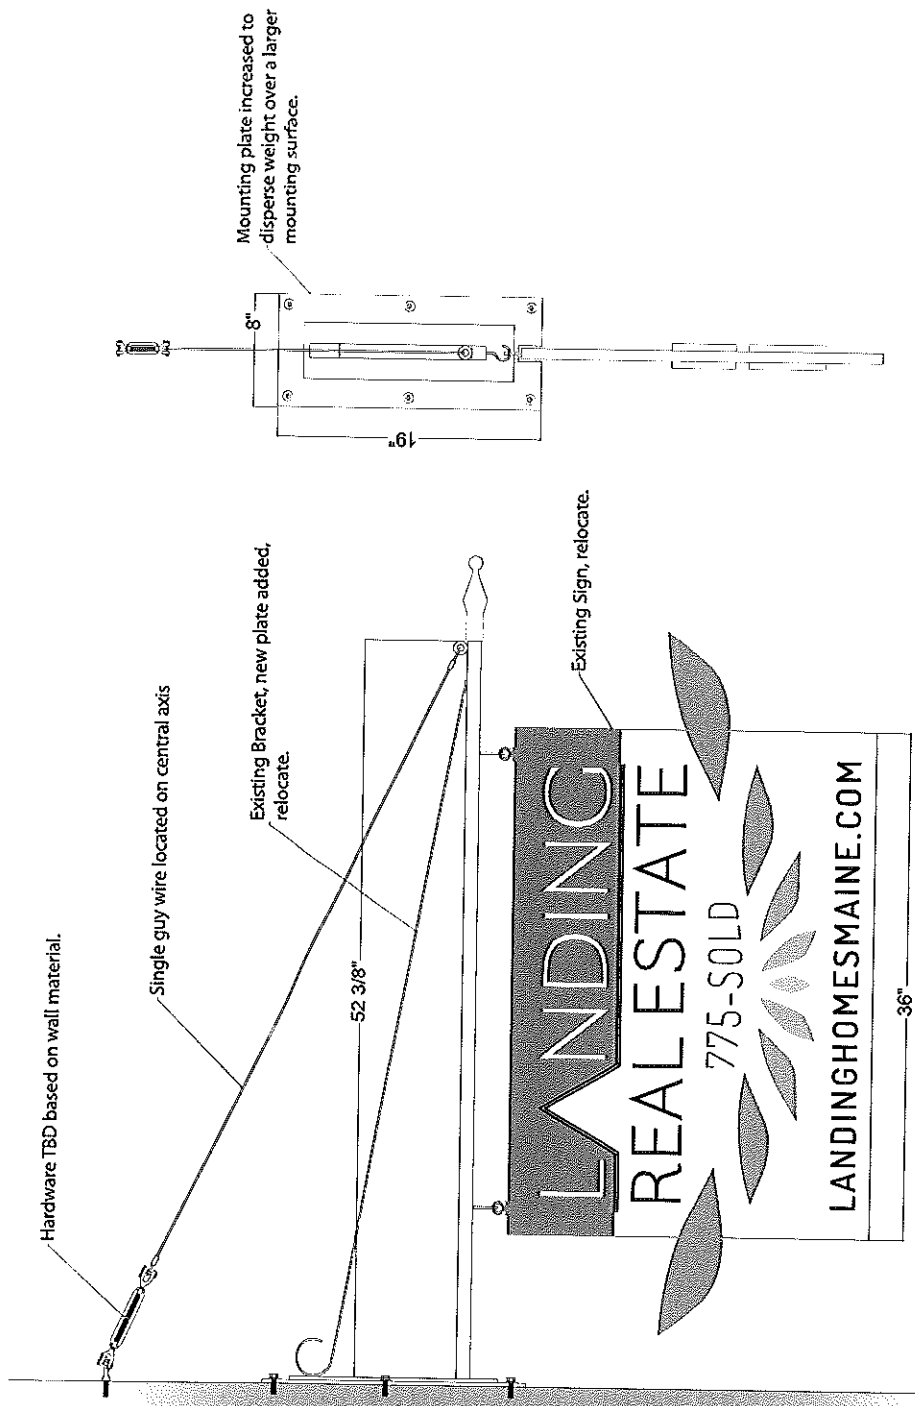 Hardware TBD based on wall material.
Single guy wire located on central axis
Existing Bracket, new plate added,
relocate.
52 3/8"
Existing Sign, relocate.
LANDING
REAL ESTATE
775-SOLD
LANDINGHOMESMAINE.COM
36"
Mounting plate increased to
disperse weight over a larger
mounting surface.
8"
19"